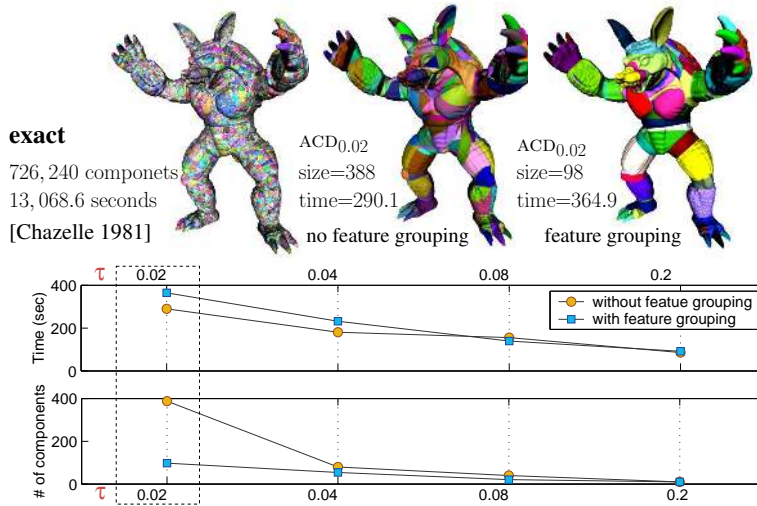 exact
726, 240 componets
13, 068.6 seconds
[Chazelle 1981]
ACD0.02
size=388
time=290.1
no feature grouping
ACD0.02
size=98
time=364.9
feature grouping
τ 0.02 0.04 0.08 0.2
Time (sec)
400
200
0
without featue grouping
with feature grouping
# of components
400
200
0
τ 0.02 0.04 0.08 0.2